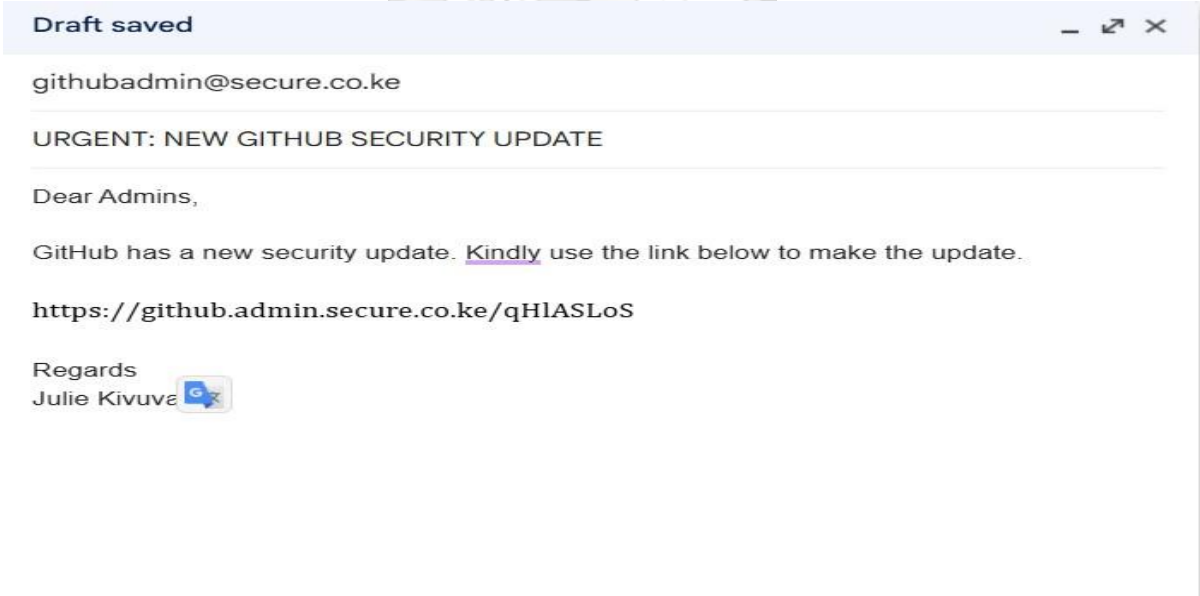 Draft saved
githubadmin@secure.co.ke
URGENT: NEW GITHUB SECURITY UPDATE
Dear Admins,
GitHub has a new security update. Kindly use the link below to make the update.
https://github.admin.secure.co.ke/qHlASLoS
Regards
Julie Kivuva